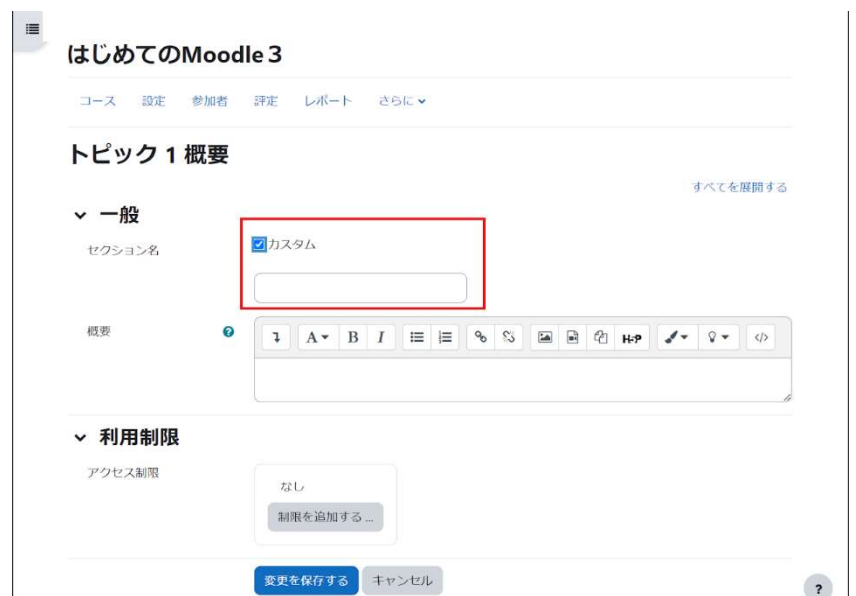 はじめてのMoodle３
コース 設定 参加者 評定 レポート さらに
トピック 1 概要
すべてを展開する
一般
セクション名
カスタム
概要
A B I H-P </>
利用制限
アクセス制限
なし
制限を追加する ...
変更を保存する キャンセル
?